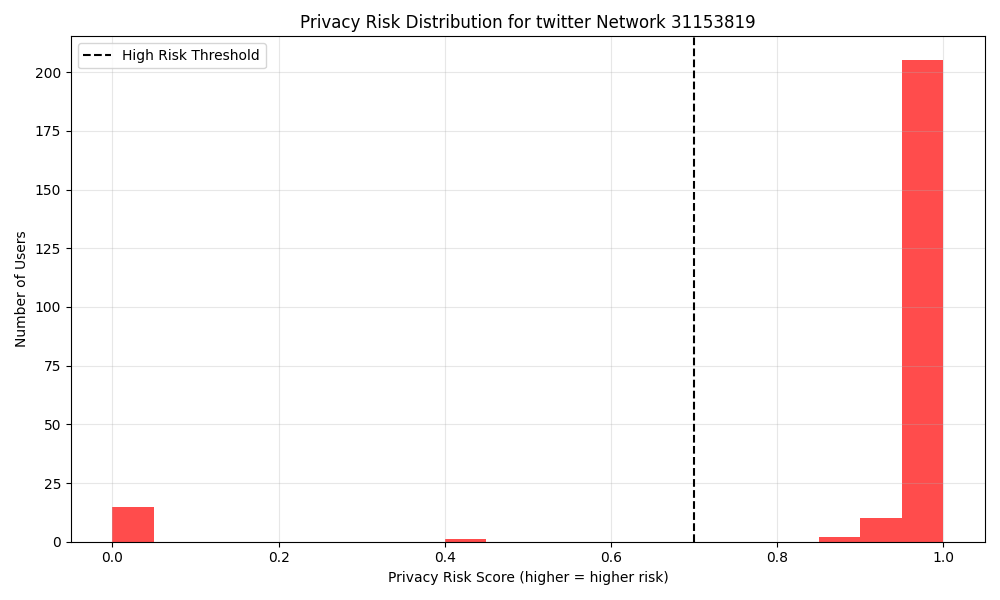 Privacy Risk Distribution for twitter Network 31153819
High Risk Threshold
200
175
150
125
100
75
50
25
0
Number of Users
0.0 0.2 0.4 0.6 0.8 1.0
Privacy Risk Score (higher = higher risk)